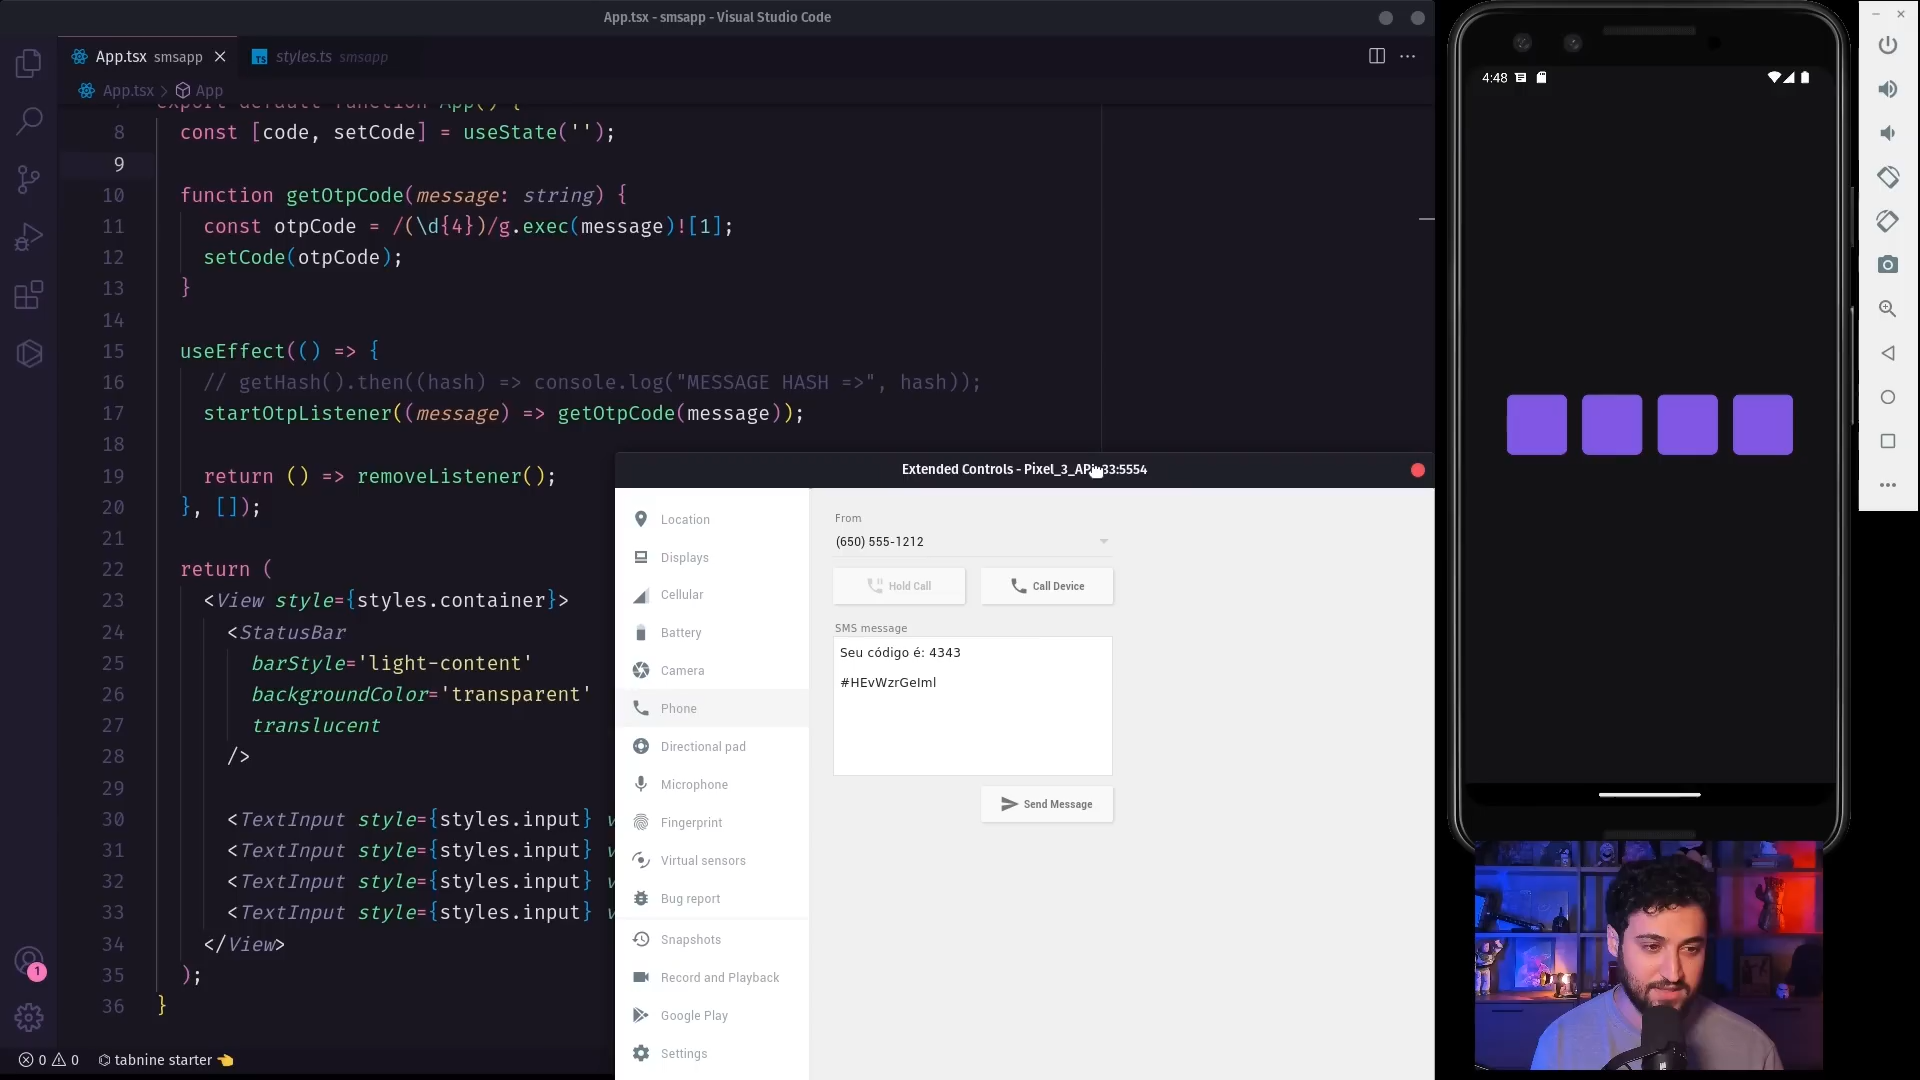 App.tsx - smsapp - Visual Studio Code
App.tsx smsapp
TS styles.ts smsapp
App.tsx > App
export default function App() {
8 const [code, setCode] = useState('');
9
10 function getOtpCode(message: string) {
11 const otpCode = /(\d{4})/g.exec(message)![1];
12 setCode(otpCode);
13 }
14
15 useEffect(() => {
16 // getHash().then((hash) => console.log("MESSAGE HASH =>", hash));
17 startOtpListener((message) => getOtpCode(message));
18
19 return () => removeListener();
20 }, []);
21
22 return (
23 <View style={styles.container}>
24 <StatusBar
25 barStyle='light-content'
26 backgroundColor='transparent'
27 translucent
28 />
29
30 <TextInput style={styles.input} v
31 <TextInput style={styles.input} v
32 <TextInput style={styles.input} v
33 <TextInput style={styles.input} v
34 </View>
35 );
36 }
1
0 0 tabnine starter 👈
Extended Controls - Pixel_3_API_33:5554
Location
Displays
Cellular
Battery
Camera
Phone
Directional pad
Microphone
Fingerprint
Virtual sensors
Bug report
Snapshots
Record and Playback
Google Play
Settings
From
(650) 555-1212
Hold Call
Call Device
SMS message
Seu código é: 4343
#HEvWzrGeIml
Send Message
4:48